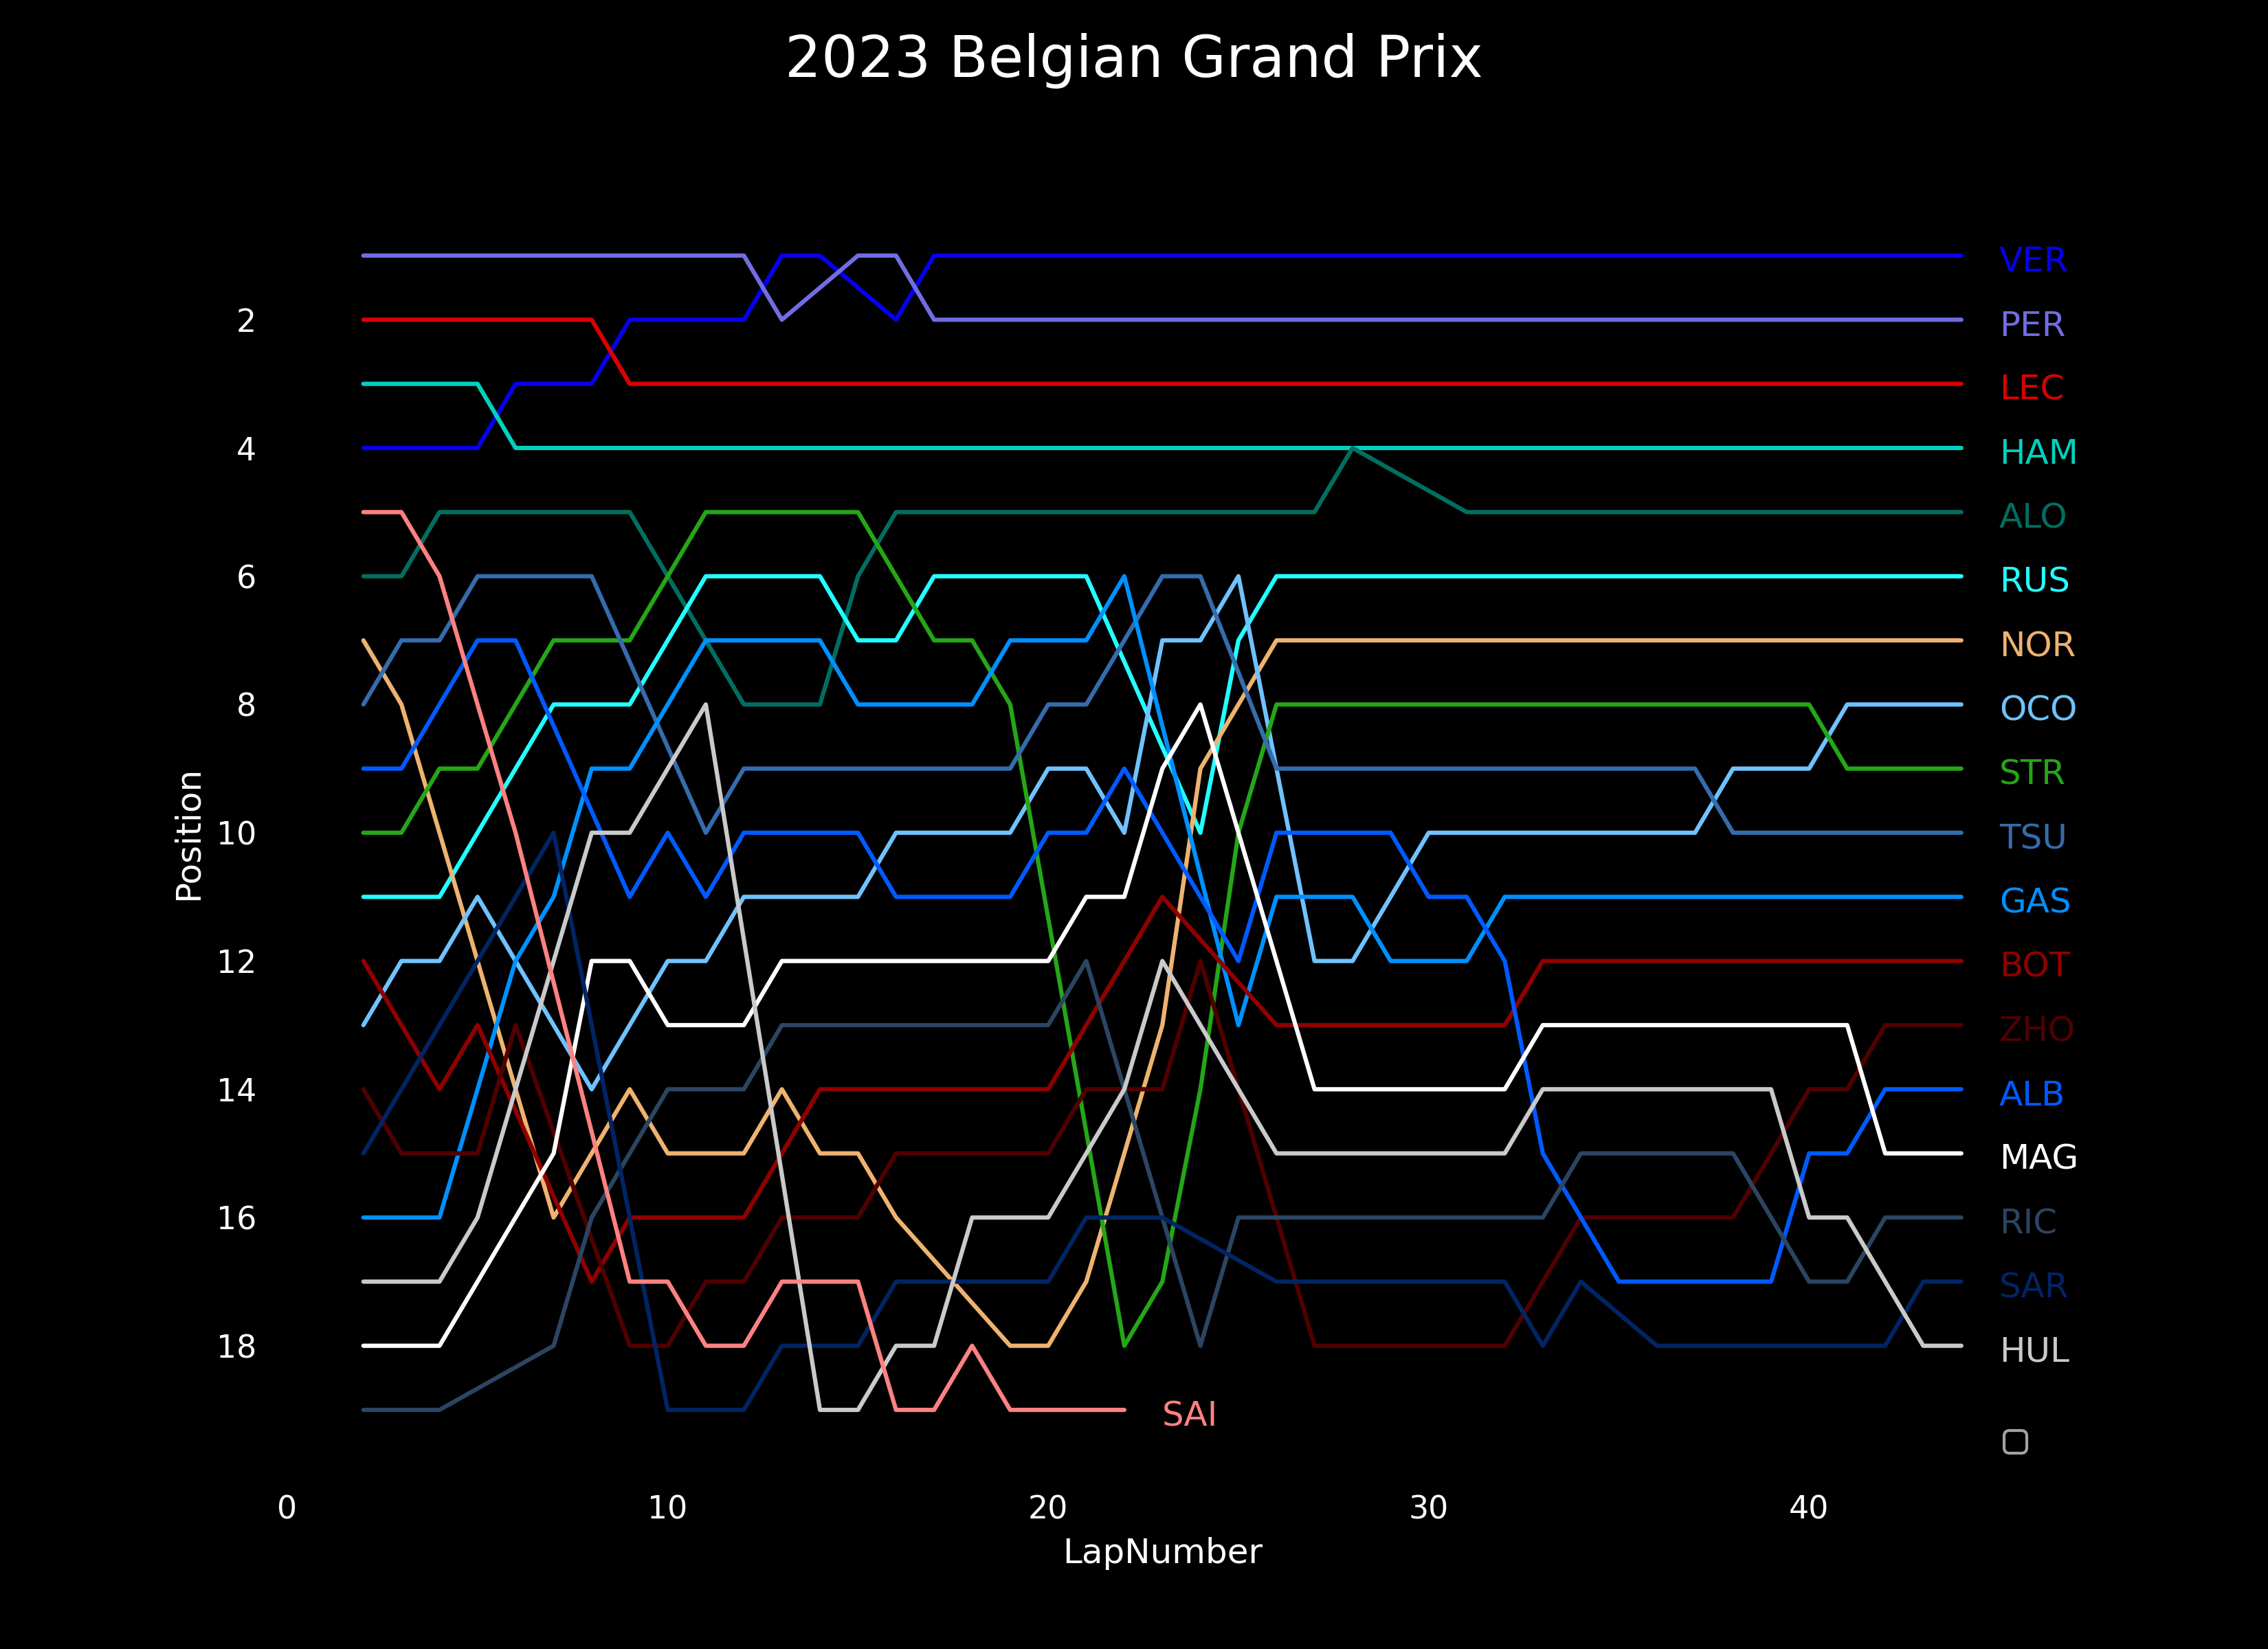 2023 Belgian Grand Prix
VER
2
PER
LEC
4
HAM
ALO
6
RUS
NOR
8
OCO
STR
Position
10
TSU
GAS
12
BOT
ZHO
14
ALB
MAG
16
RIC
SAR
18
HUL
SAI
0 10 20 30 40
LapNumber